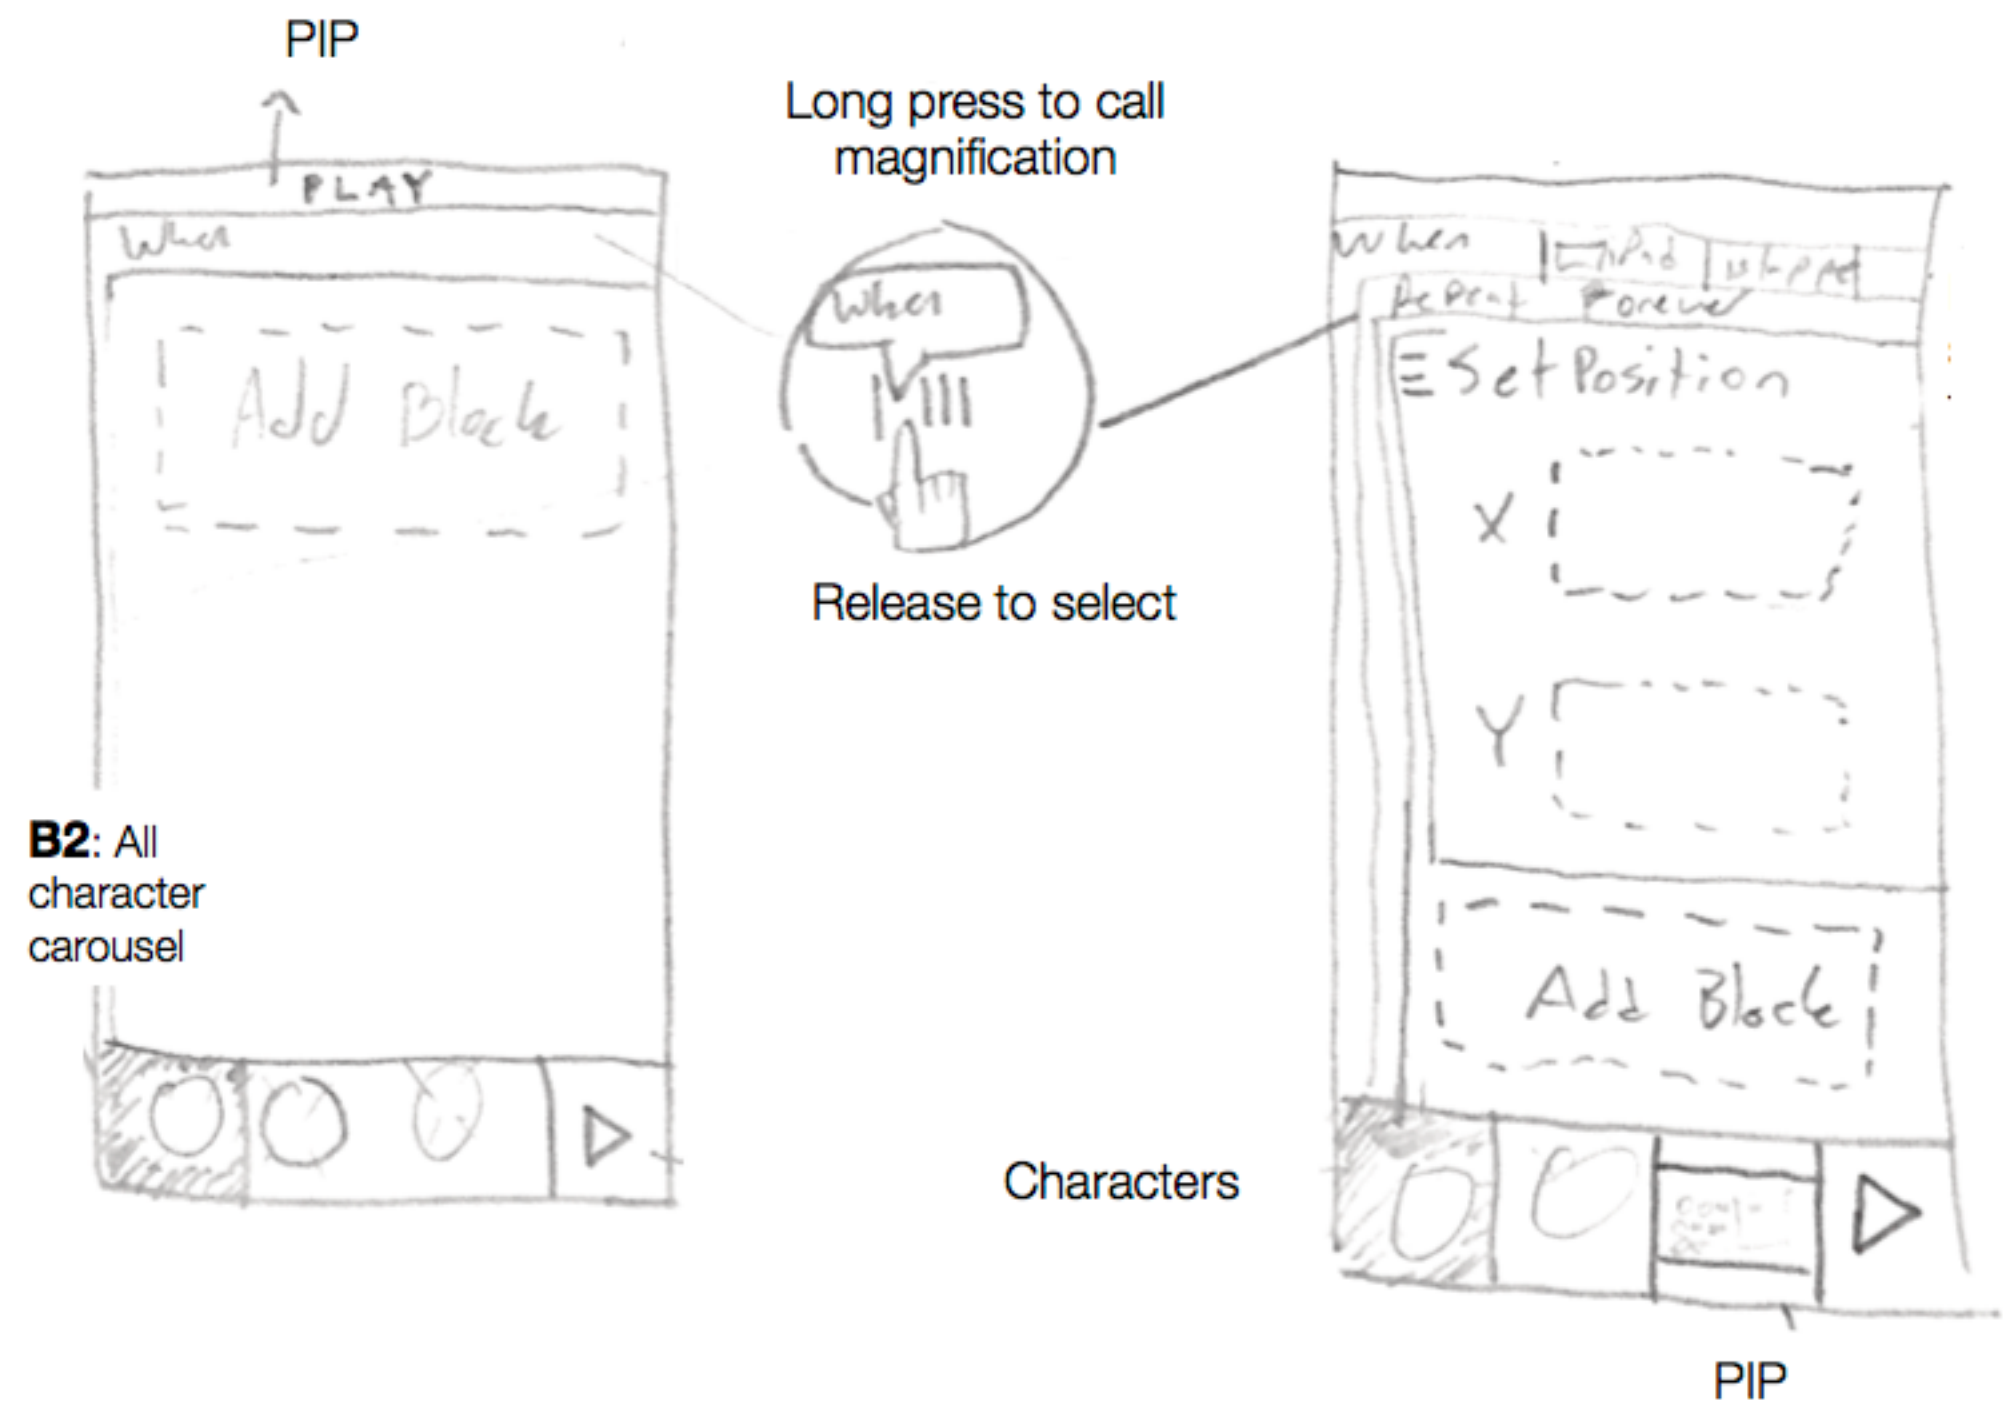 PIP
PLAY
When
Add Block
B2: All
character
carousel
Long press to call
magnification
When
Release to select
When
Repeat Forever
Set Position
X
Y
Add Block
Characters
PIP